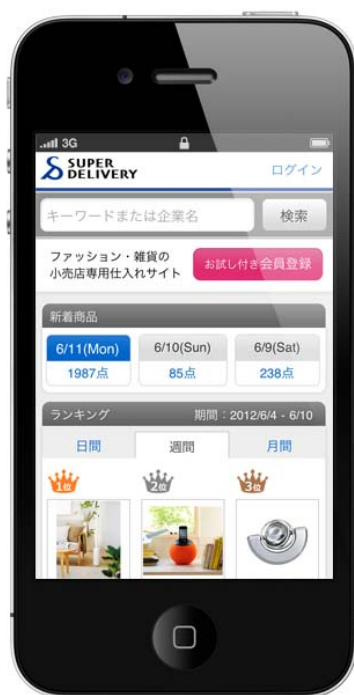 3G
SUPER
DELIVERY
ログイン
キーワードまたは企業名
検索
ファッション・雑貨の
小売店専用仕入れサイト
お試し付き会員登録
新着商品
6/11(Mon)
6/10(Sun)
6/9(Sat)
1987点
85点
238点
ランキング
期間：2012/6/4 - 6/10
日間
週間
月間
1位
2位
3位